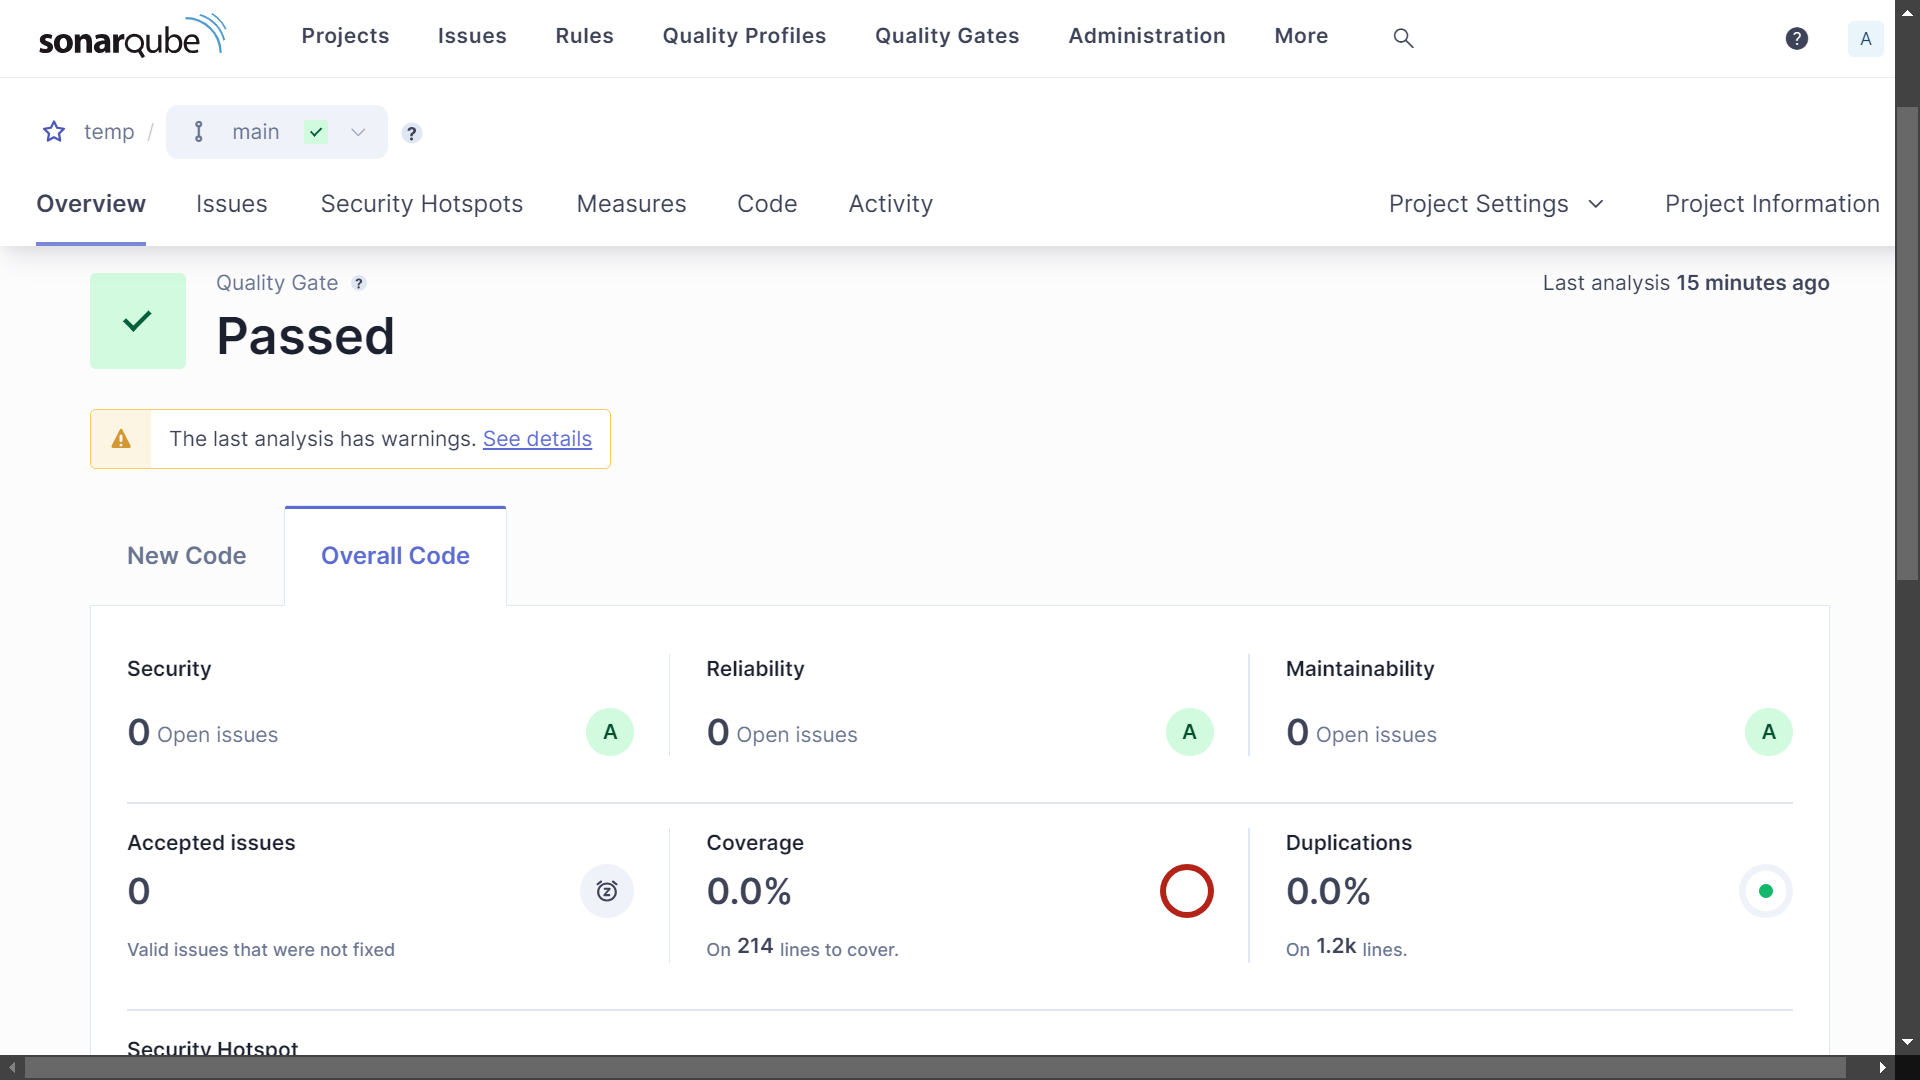 sonarqube
Projects Issues Rules Quality Profiles Quality Gates Administration More ? A
temp / main ?
Overview Issues Security Hotspots Measures Code Activity Project Settings Project Information
Quality Gate ? Last analysis 15 minutes ago
Passed
The last analysis has warnings. See details
New Code Overall Code
Security Reliability Maintainability
0 Open issues A 0 Open issues A 0 Open issues A
Accepted issues Coverage Duplications
0 0.0% 0.0%
Valid issues that were not fixed On 214 lines to cover. On 1.2k lines.
Security Hotspot